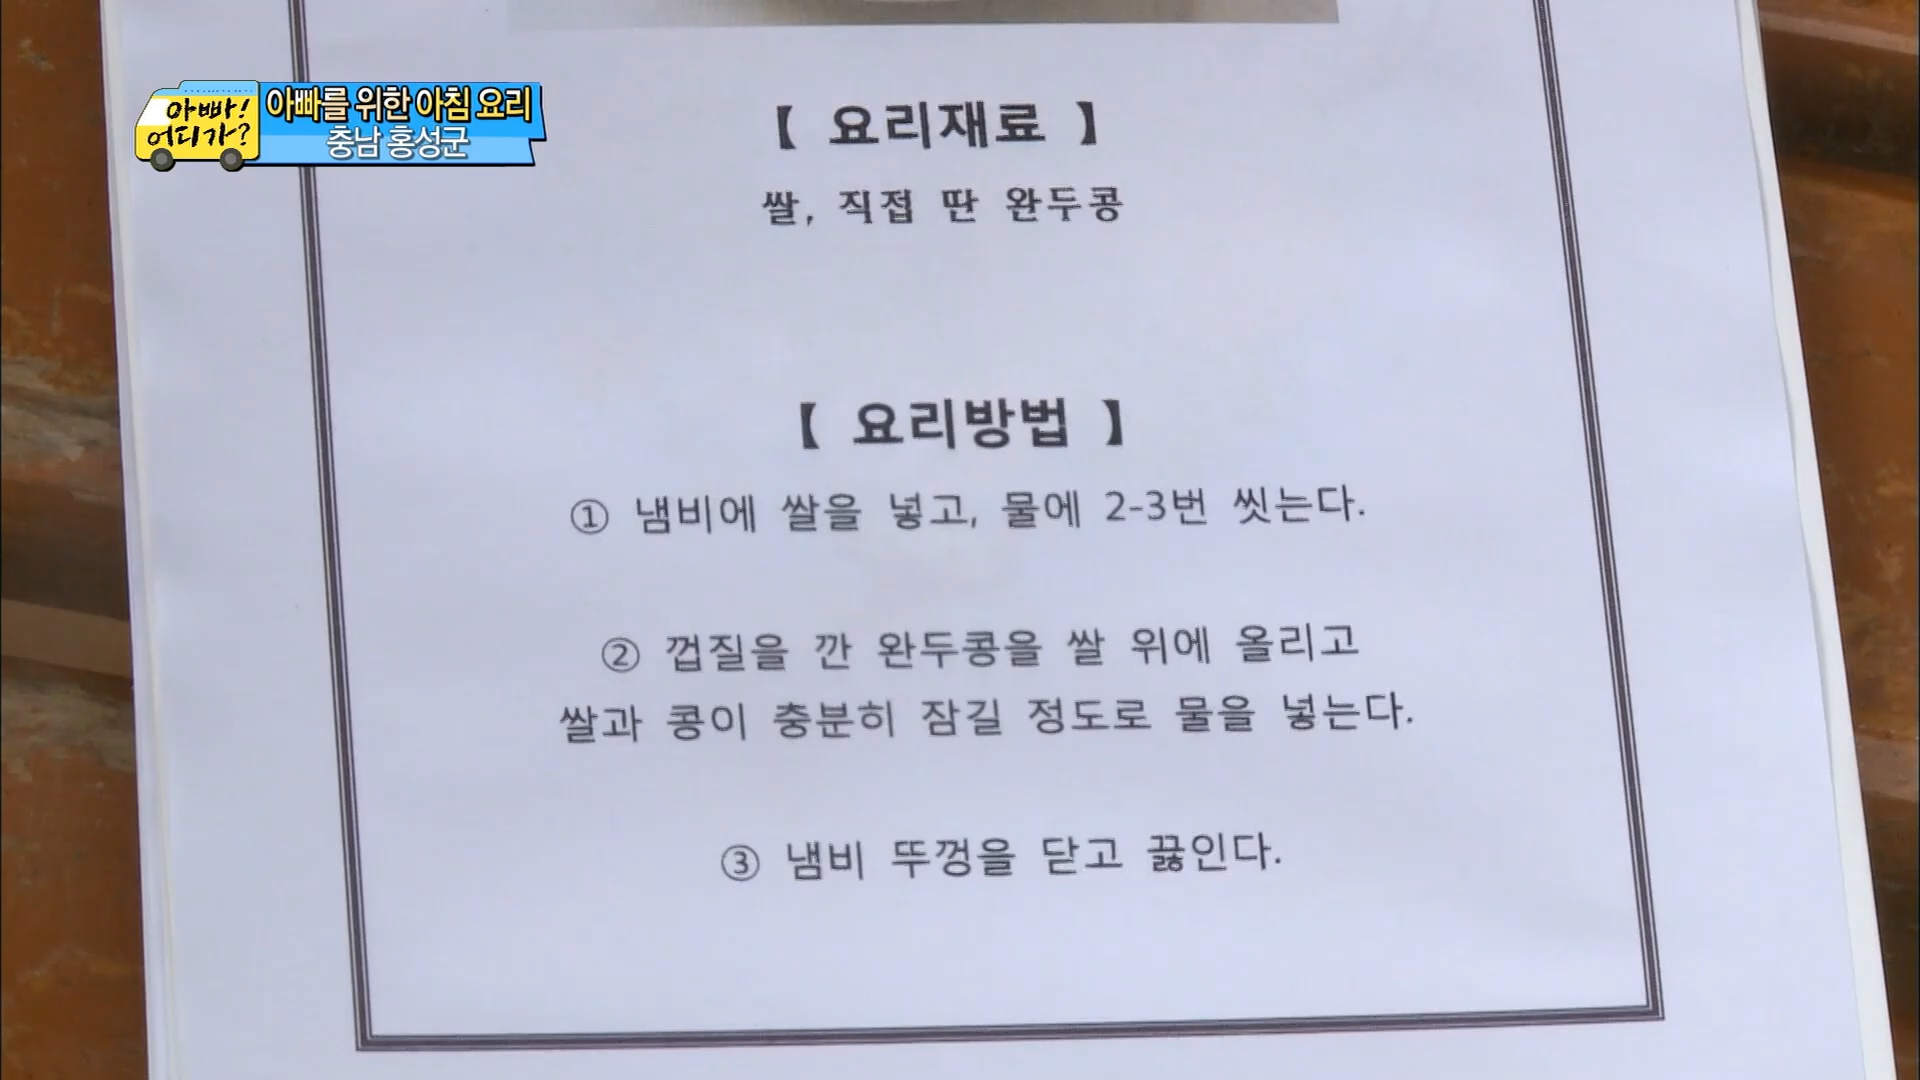 아빠!
어디가?
아빠를 위한 아침 요리
충남 홍성군
【 요리재료 】
쌀, 직접 딴 완두콩
【 요리방법 】
① 냄비에 쌀을 넣고, 물에 2-3번 씻는다.
② 껍질을 깐 완두콩을 쌀 위에 올리고
쌀과 콩이 충분히 잠길 정도로 물을 넣는다.
③ 냄비 뚜껑을 닫고 끓인다.